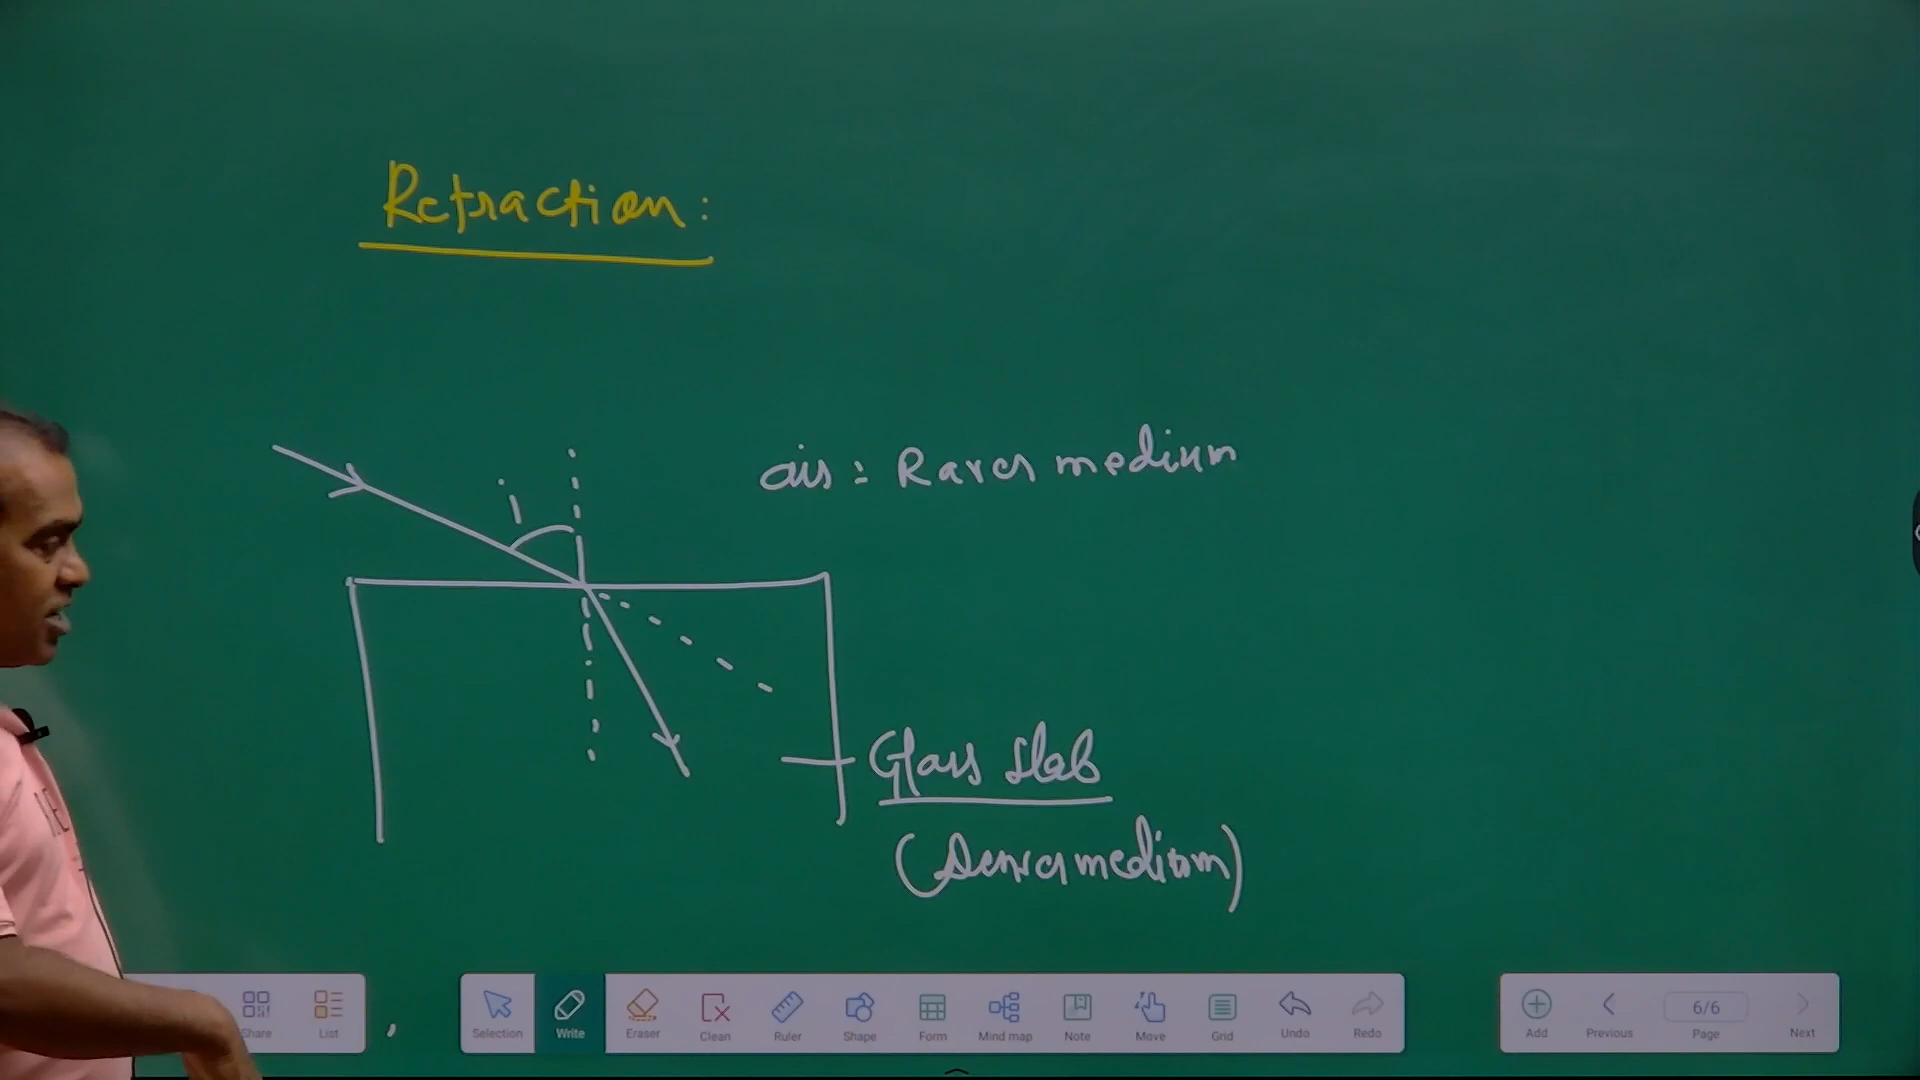 Refraction:
i
air : Rarer medium
Glass slab
(Denser medium)
Share
List
Selection
Write
Eraser
Clean
Ruler
Shape
Form
Mind map
Note
Move
Grid
Undo
Redo
Add
Previous
6/6
Page
Next